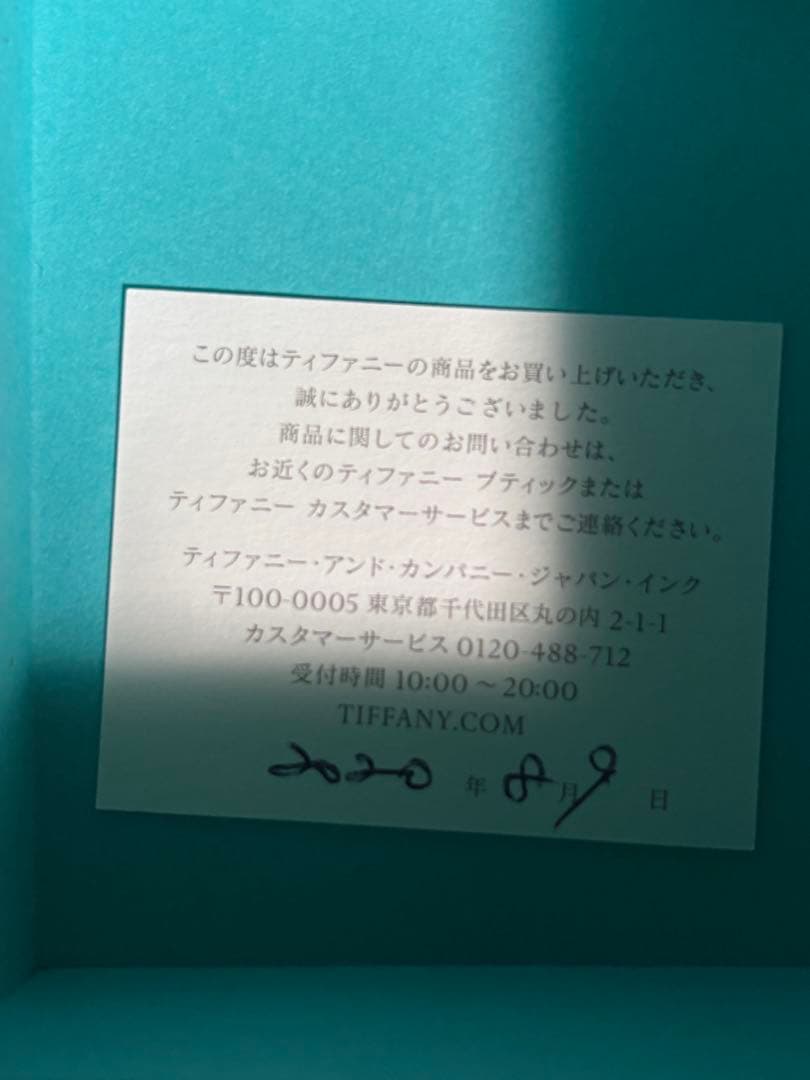 この度はティファニーの商品をお買い上げいただき、
誠にありがとうございました。
商品に関してのお問い合わせは、
お近くのティファニー ブティックまたは
ティファニー カスタマーサービスまでご連絡ください。
ティファニー・アンド・カンパニー・ジャパン・インク
〒100-0005 東京都千代田区丸の内 2-1-1
カスタマーサービス 0120-488-712
受付時間 10:00 ～ 20:00
TIFFANY.COM
2020 年 8 月 9 日